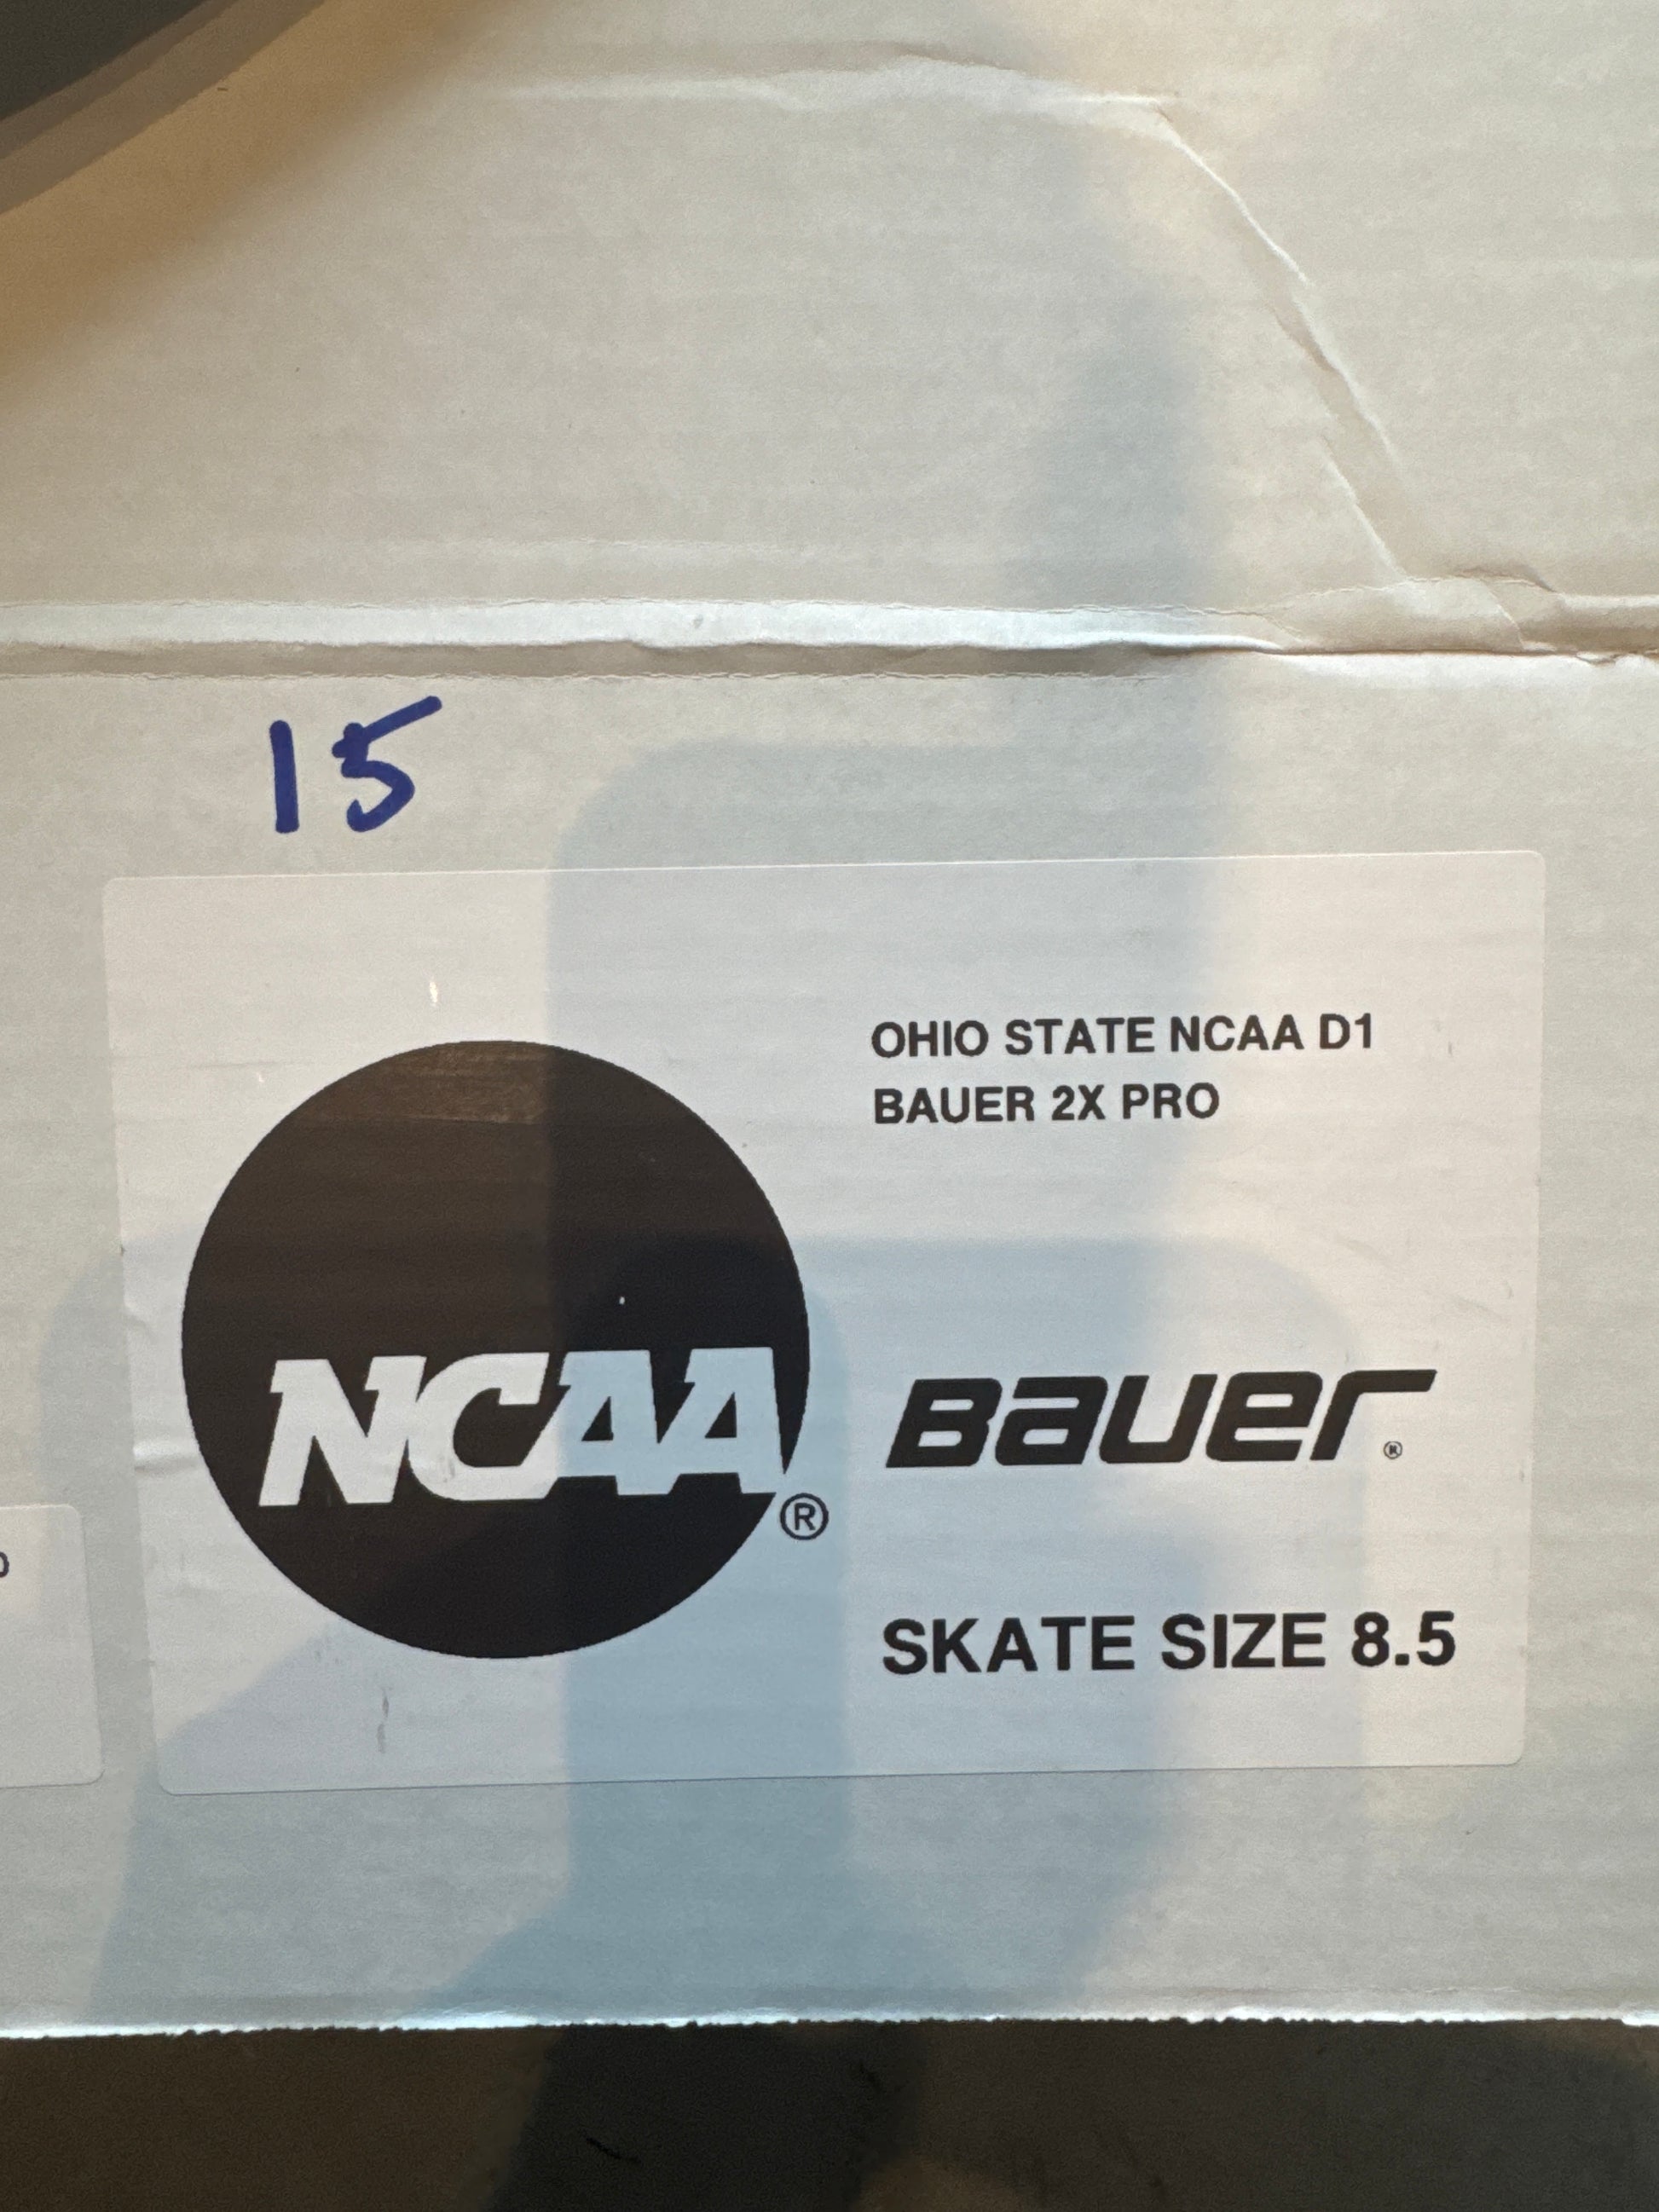 15
OHIO STATE NCAA D1
BAUER 2X PRO
NCAA®
Bauer®
SKATE SIZE 8.5